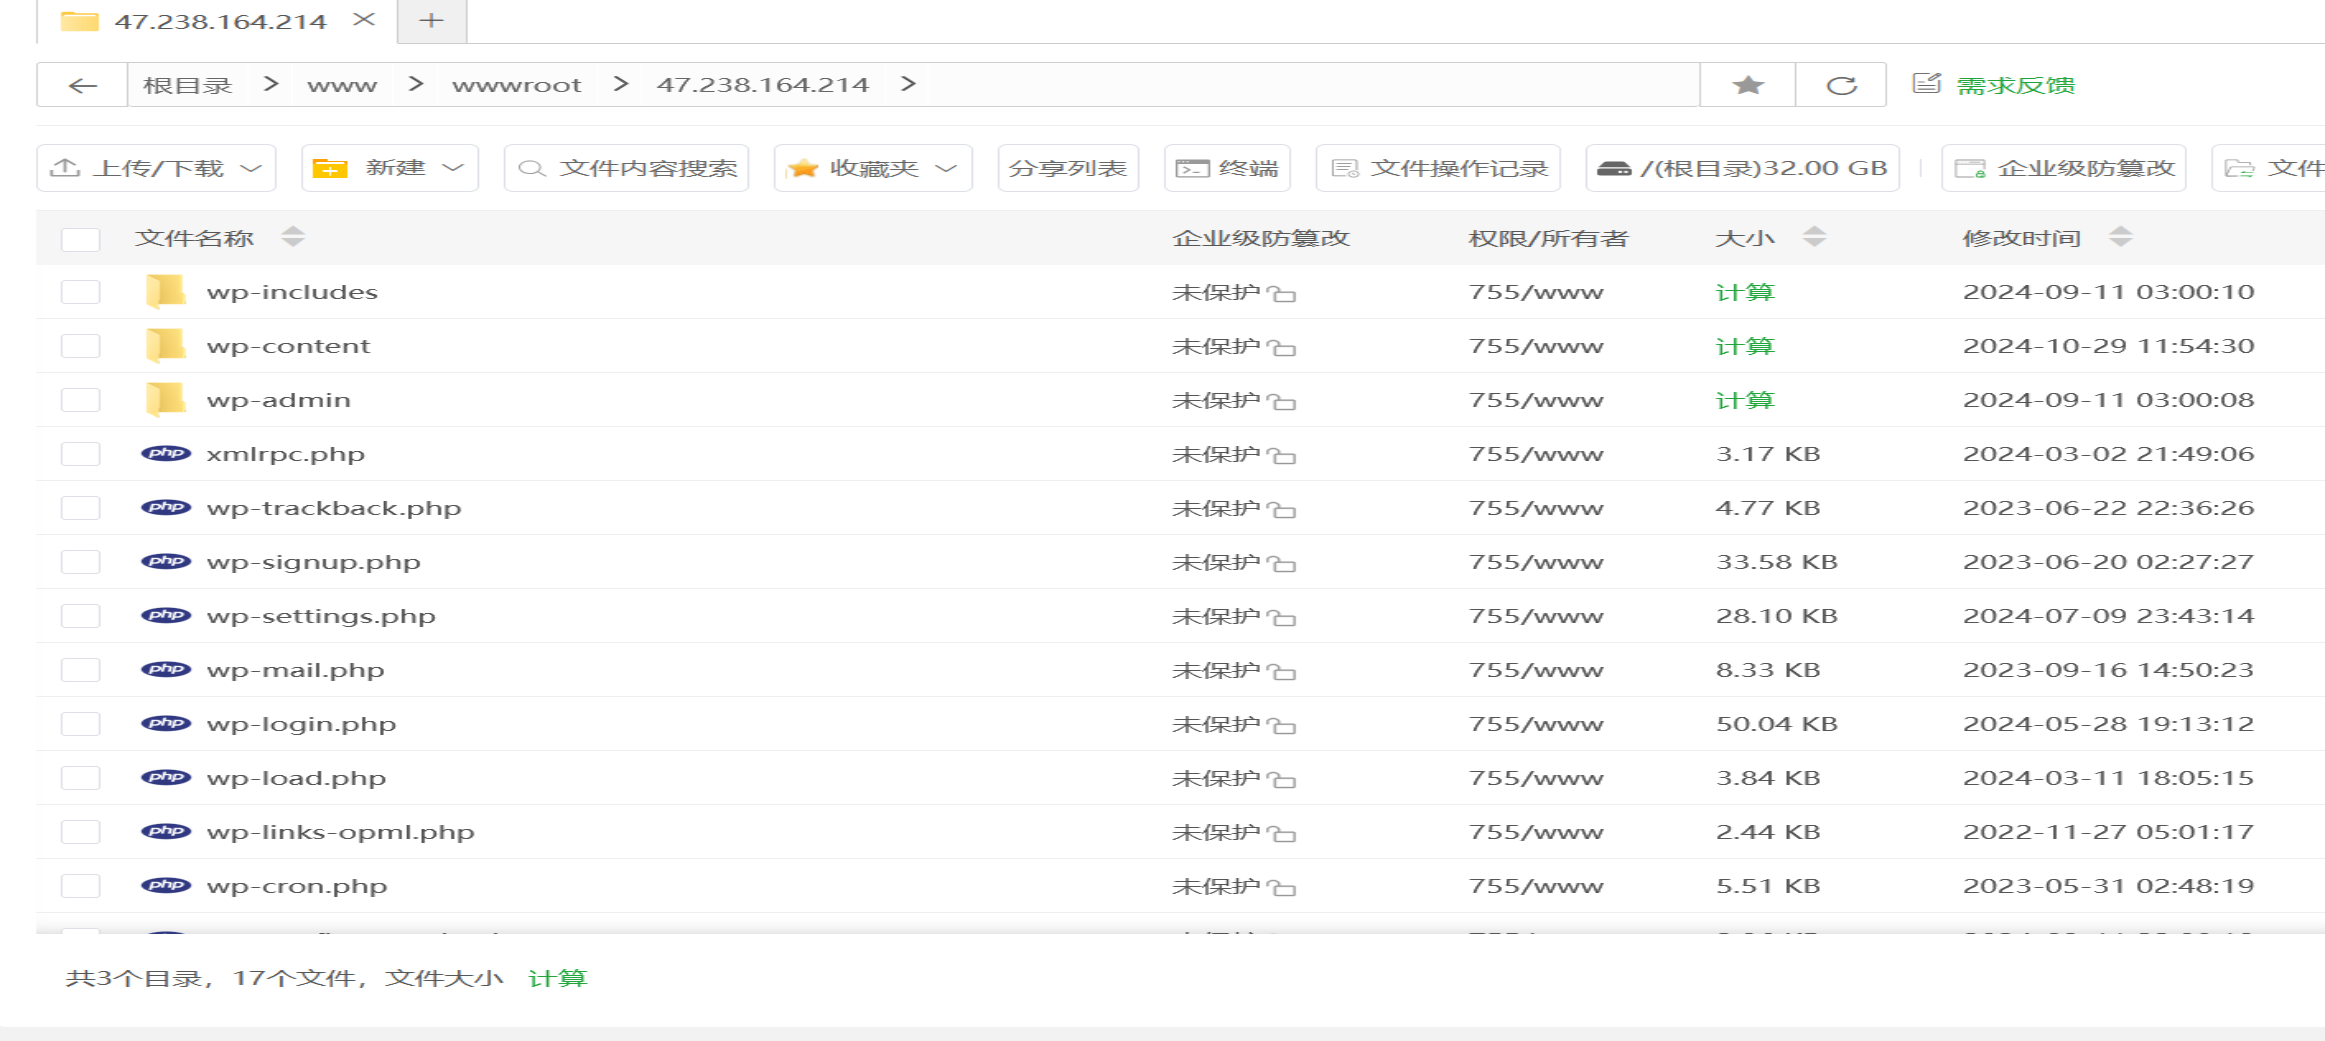 47.238.164.214
根目录 > www > wwwroot > 47.238.164.214 > 需求反馈
上传/下载 新建 文件内容搜索 收藏夹 分享列表 终端 文件操作记录 /(根目录)32.00 GB 企业级防篡改 文件
文件名称 企业级防篡改 权限/所有者 大小 修改时间
wp-includes 未保护 755/www 计算 2024-09-11 03:00:10
wp-content 未保护 755/www 计算 2024-10-29 11:54:30
wp-admin 未保护 755/www 计算 2024-09-11 03:00:08
php xmlrpc.php 未保护 755/www 3.17 KB 2024-03-02 21:49:06
php wp-trackback.php 未保护 755/www 4.77 KB 2023-06-22 22:36:26
php wp-signup.php 未保护 755/www 33.58 KB 2023-06-20 02:27:27
php wp-settings.php 未保护 755/www 28.10 KB 2024-07-09 23:43:14
php wp-mail.php 未保护 755/www 8.33 KB 2023-09-16 14:50:23
php wp-login.php 未保护 755/www 50.04 KB 2024-05-28 19:13:12
php wp-load.php 未保护 755/www 3.84 KB 2024-03-11 18:05:15
php wp-links-opml.php 未保护 755/www 2.44 KB 2022-11-27 05:01:17
php wp-cron.php 未保护 755/www 5.51 KB 2023-05-31 02:48:19
共3个目录，17个文件，文件大小 计算